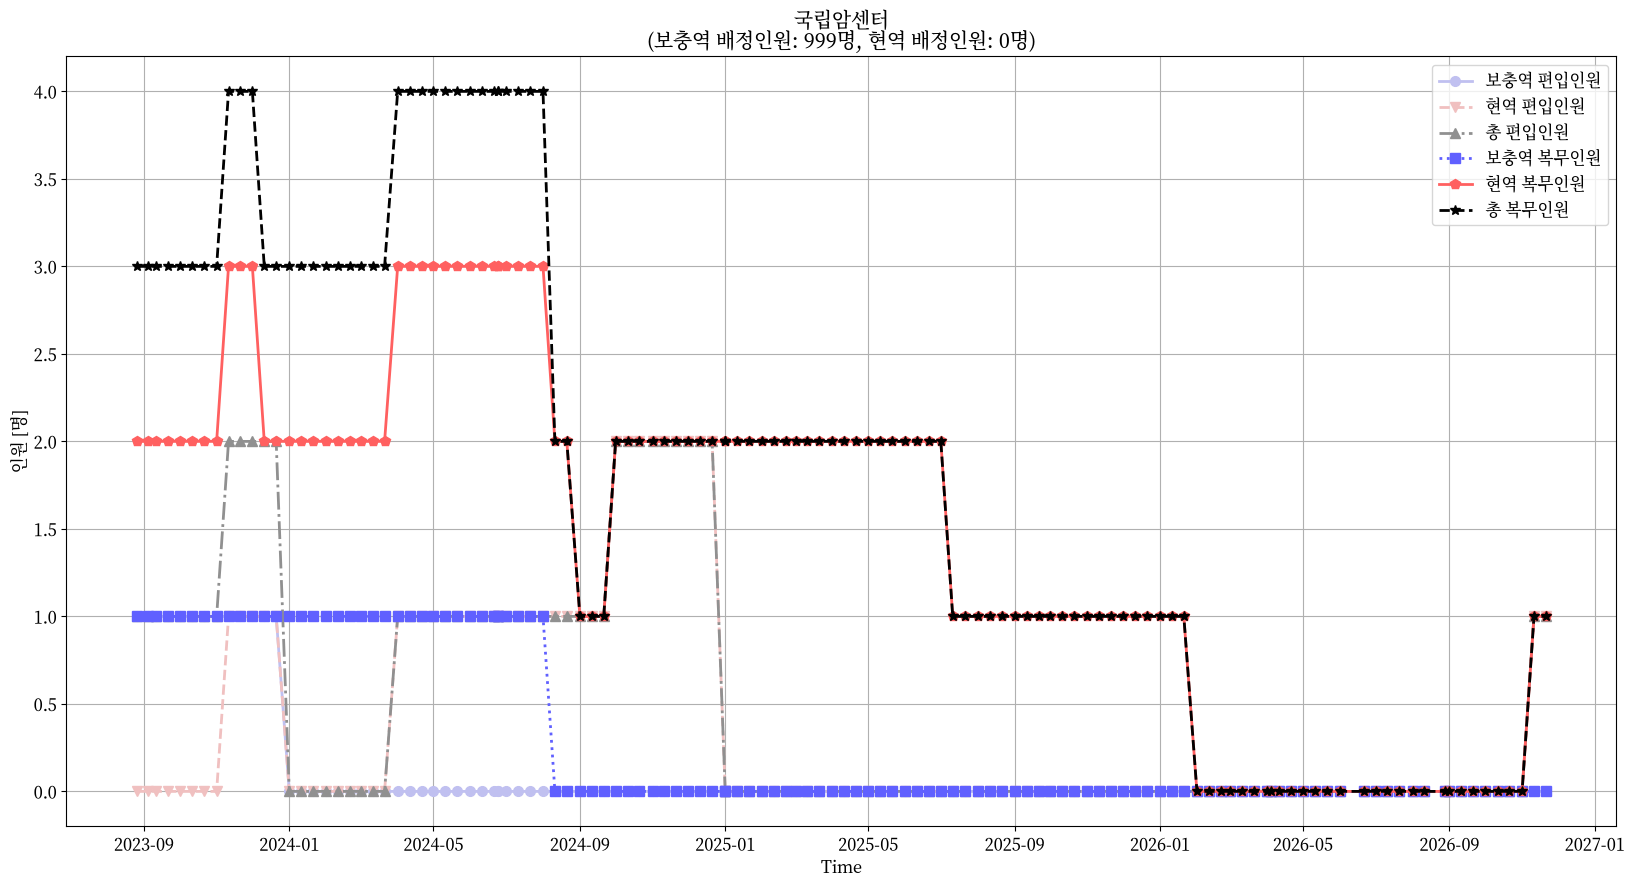 국립암센터
(보충역 배정인원: 999명, 현역 배정인원: 0명)
보충역 편입인원
현역 편입인원
총 편입인원
보충역 복무인원
현역 복무인원
총 복무인원
인원 [명]
4.0
3.5
3.0
2.5
2.0
1.5
1.0
0.5
0.0
2023-09
2024-01
2024-05
2024-09
2025-01
2025-05
2025-09
2026-01
2026-05
2026-09
2027-01
Time